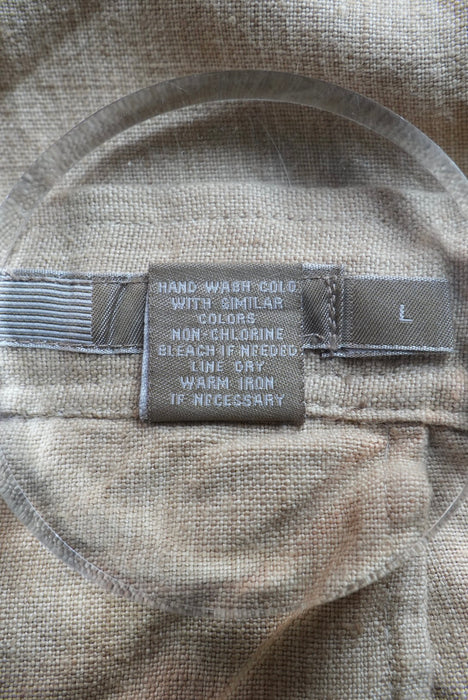 HAND WASH COLD
WITH SIMILAR
COLORS
NON-CHLORINE
BLEACH IF NEEDED
LINE DRY
WARM IRON
IF NECESSARY
L